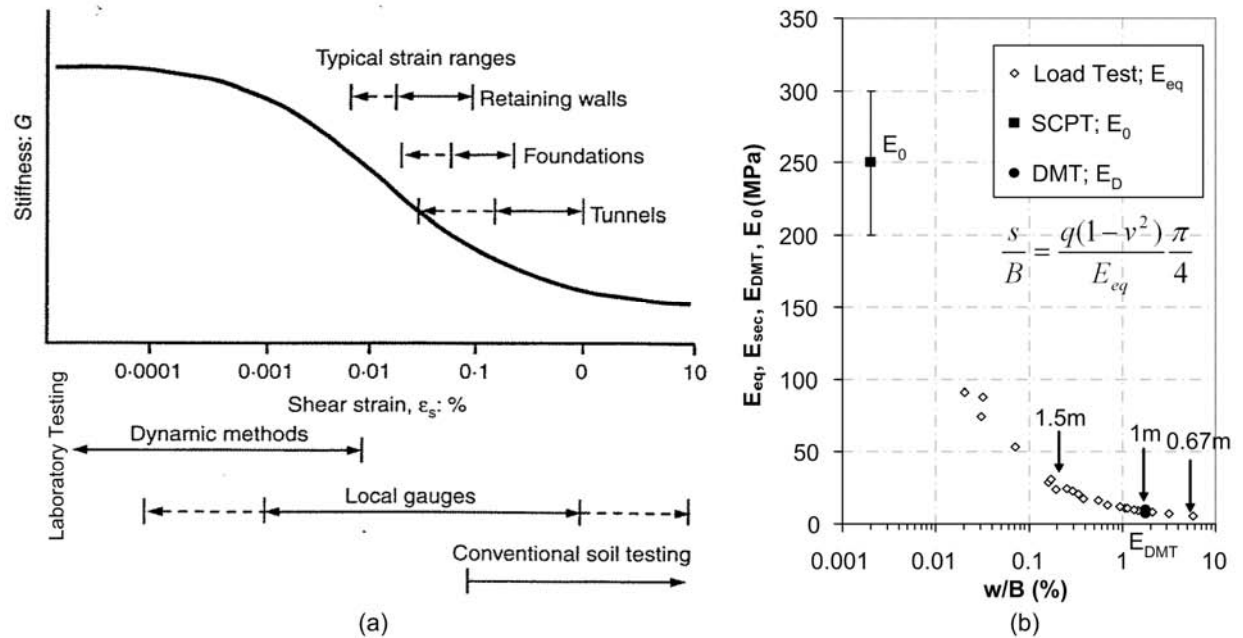 Stiffness: G
Typical strain ranges
Retaining walls
Foundations
Tunnels
0·0001 0·001 0·01 0·1 0 10
Shear strain, εs: %
Laboratory Testing
Dynamic methods
Local gauges
Conventional soil testing
(a)
Eeq, Esec, EDMT, E0 (MPa)
350
300
250
200
150
100
50
0
Load Test; Eeq
SCPT; E0
DMT; ED
E0
s/B = q(1−ν²)/Eeq π/4
1.5m
1m
0.67m
EDMT
0.001 0.01 0.1 1 10
w/B (%)
(b)